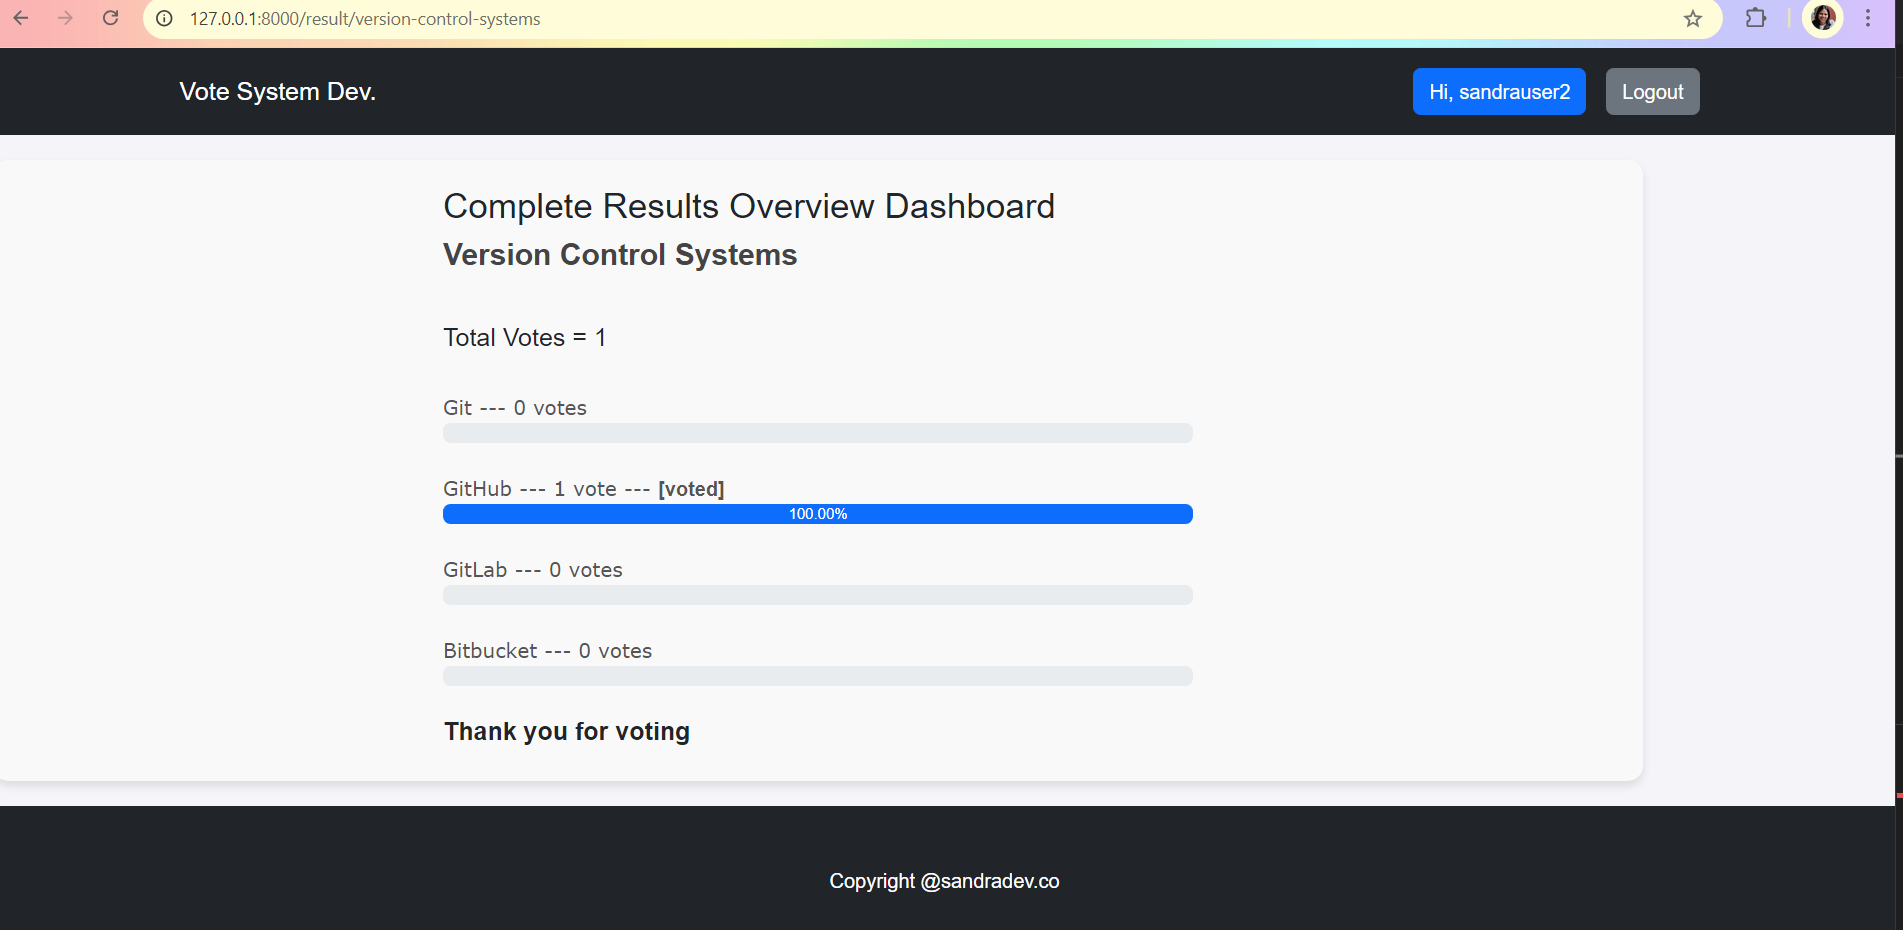 127.0.0.1:8000/result/version-control-systems
Vote System Dev.
Hi, sandrauser2
Logout
Complete Results Overview Dashboard
Version Control Systems
Total Votes = 1
Git --- 0 votes
GitHub --- 1 vote --- [voted]
100.00%
GitLab --- 0 votes
Bitbucket --- 0 votes
Thank you for voting
Copyright @sandradev.co